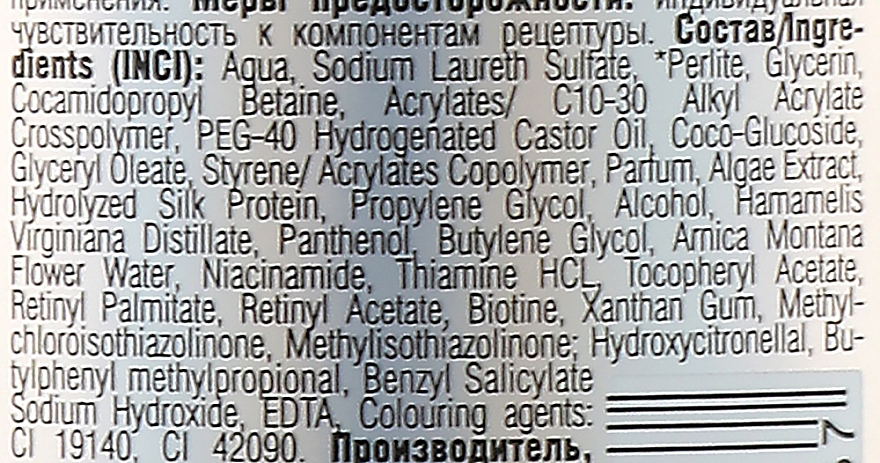 применения. Меры предосторожности: индивидуальная
чувствительность к компонентам рецептуры. Состав/Ingre-
dients (INCI): Aqua, Sodium Laureth Sulfate, *Perlite, Glycerin,
Cocamidopropyl Betaine, Acrylates/ C10-30 Alkyl Acrylate
Crosspolymer, PEG-40 Hydrogenated Castor Oil, Coco-Glucoside,
Glyceryl Oleate, Styrene/ Acrylates Copolymer, Parfum, Algae Extract,
Hydrolyzed Silk Protein, Propylene Glycol, Alcohol, Hamamelis
Virginiana Distillate, Panthenol, Butylene Glycol, Arnica Montana
Flower Water, Niacinamide, Thiamine HCL, Tocopheryl Acetate,
Retinyl Palmitate, Retinyl Acetate, Biotine, Xanthan Gum, Methyl-
chloroisothiazolinone, Methylisothiazolinone; Hydroxycitronellal, Bu-
tylphenyl methylpropional, Benzyl Salicylate
Sodium Hydroxide, EDTA, Colouring agents:
CI 19140, CI 42090. Производитель,
7